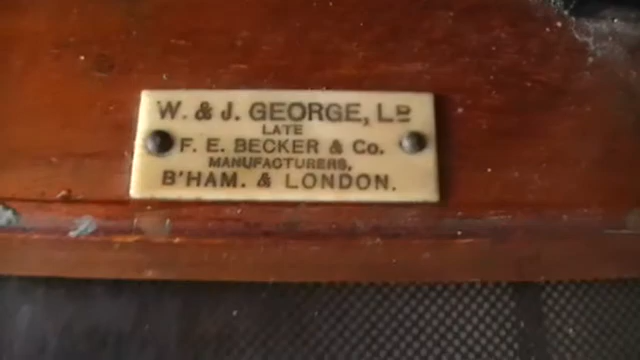 W. & J. GEORGE, LD
LATE
F. E. BECKER & Co.
MANUFACTURERS,
B'HAM. & LONDON.